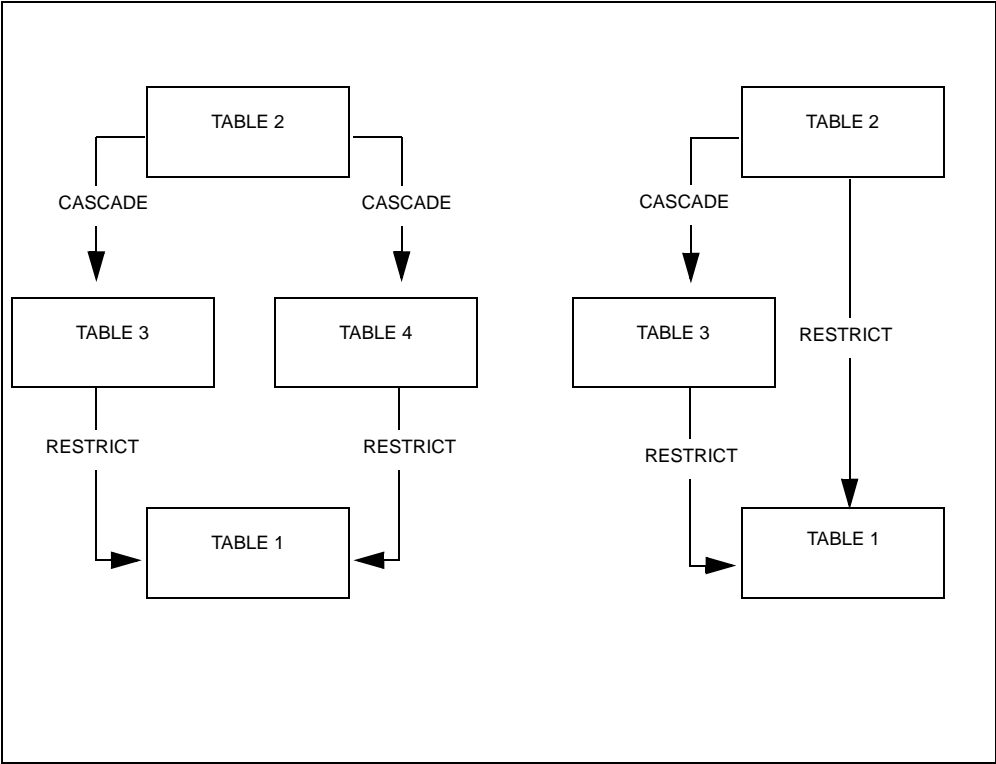 TABLE 2
CASCADE
CASCADE
TABLE 3
TABLE 4
RESTRICT
RESTRICT
TABLE 1
TABLE 2
CASCADE
TABLE 3
RESTRICT
RESTRICT
TABLE 1